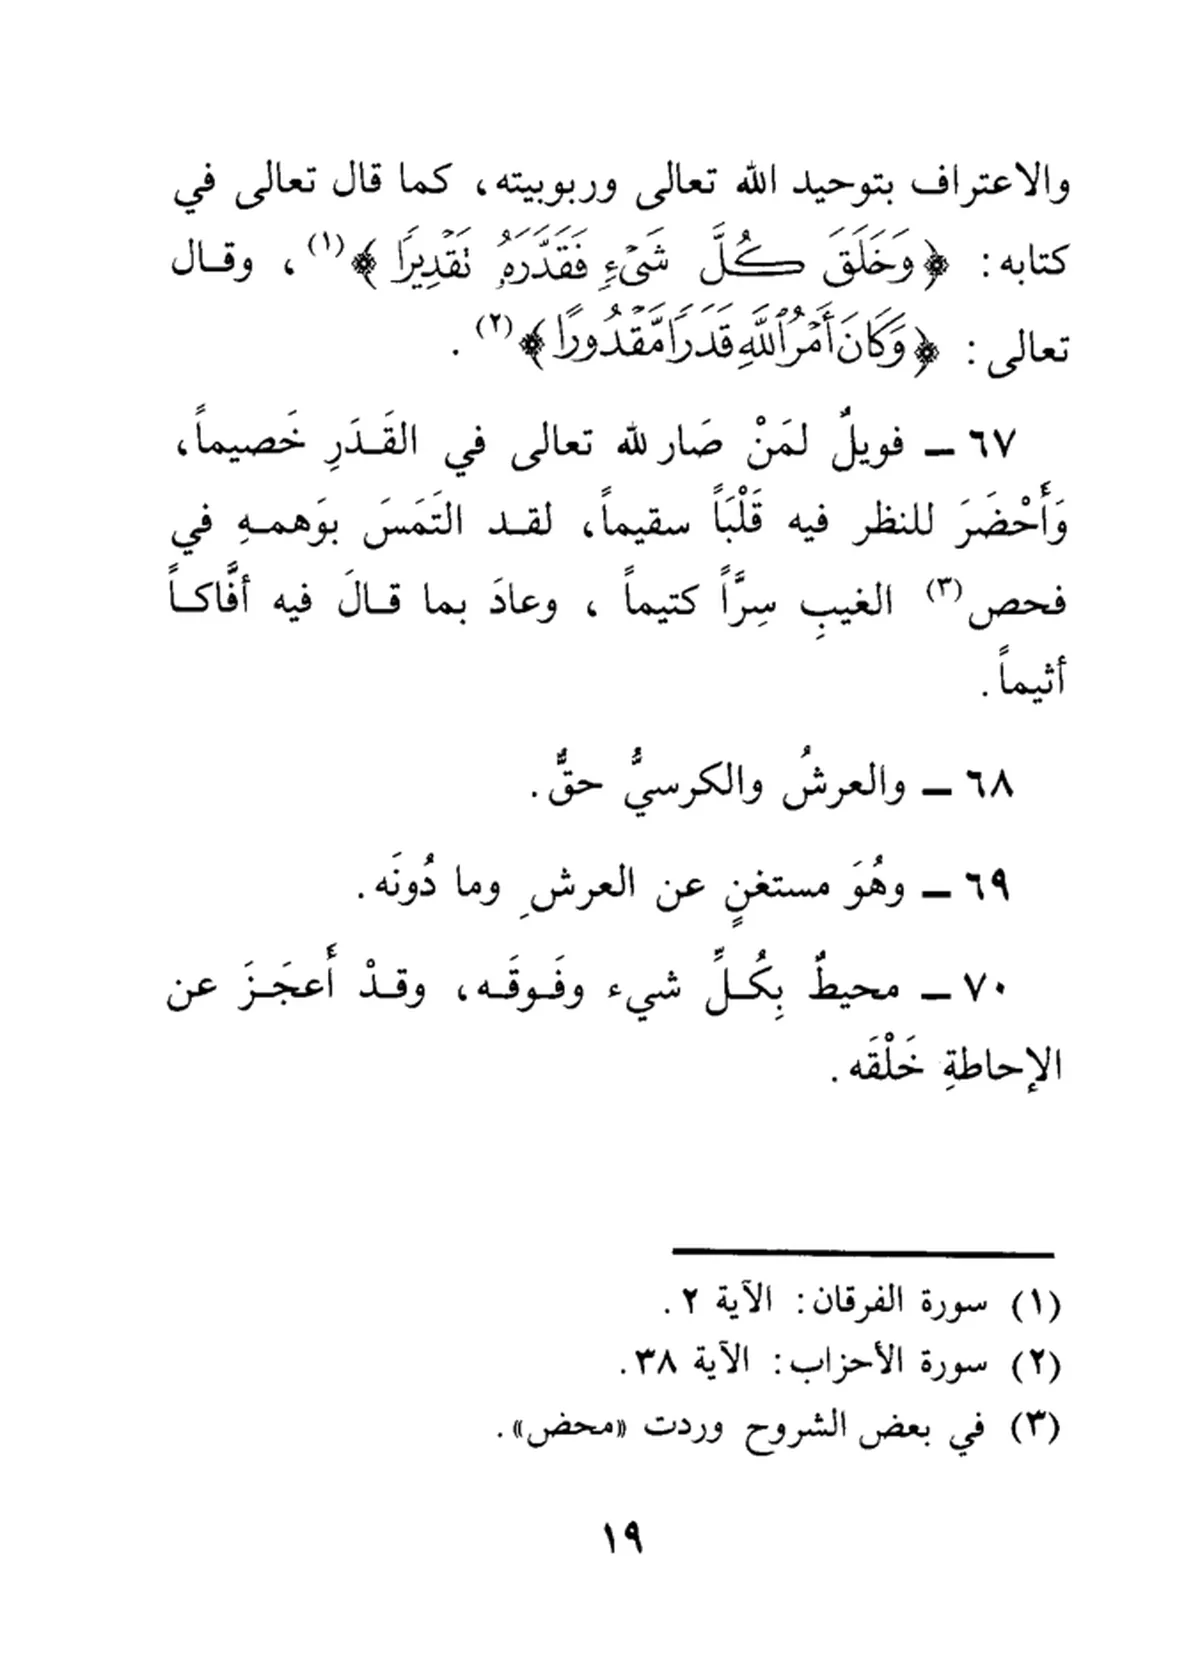 والاعتراف بتوحيد الله تعالى وربوبيته، كما قال تعالى في
كتابه: ﴿وَخَلَقَ كُلَّ شَيْءٍ فَقَدَّرَهُ تَقْدِيرًا﴾(١)، وقال
تعالى: ﴿وَكَانَ أَمْرُ ٱللَّهِ قَدَرًا مَّقْدُورًا﴾(٢).
٦٧ ـ فويلٌ لمَنْ صَار لله تعالى في القَدَرِ خَصيماً،
وَأَحْضَرَ للنظر فيه قَلْبَاً سقيماً، لقد التَمَسَ بوَهمهِ في
فحص(٣) الغيبِ سِرَّاً كتيماً، وعادَ بما قالَ فيه أفَّاكاً
أثيماً.
٦٨ ـ والعرشُ والكرسيُّ حقٌّ.
٦٩ ـ وهُوَ مستغنٍ عن العرشِ وما دُونَه.
٧٠ ـ محيطٌ بِكُلِّ شيء وفَوقَه، وقدْ أَعجَزَ عن
الإحاطةِ خَلْقَه.
(١) سورة الفرقان: الآية ٢.
(٢) سورة الأحزاب: الآية ٣٨.
(٣) في بعض الشروح وردت «محض».
١٩